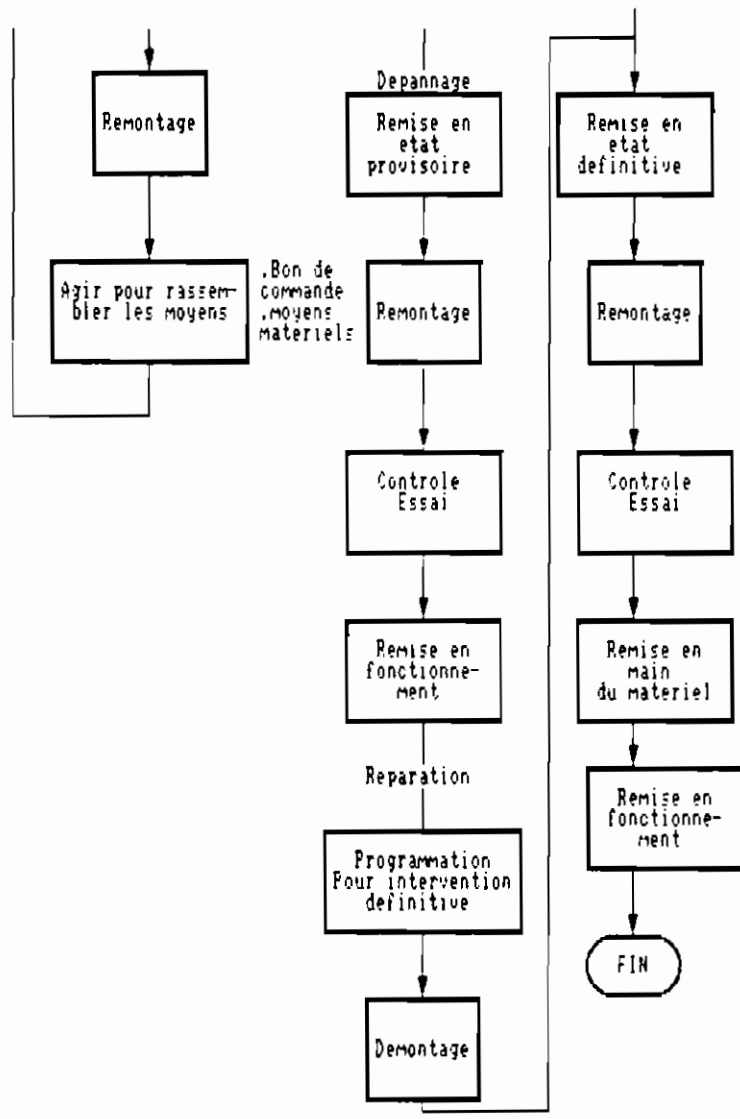 Remontage
Agir pour rassem-
bler les moyens
.Bon de
commande
.moyens
materiels
Depannage
Remise en
etat
provisoire
Remontage
Controle
Essai
Remise en
fonctionne-
ment
Reparation
Programmation
Pour intervention
definitive
Demontage
Remise en
etat
definitive
Remontage
Controle
Essai
Remise en
main
du materiel
Remise en
fonctionne-
ment
FIN